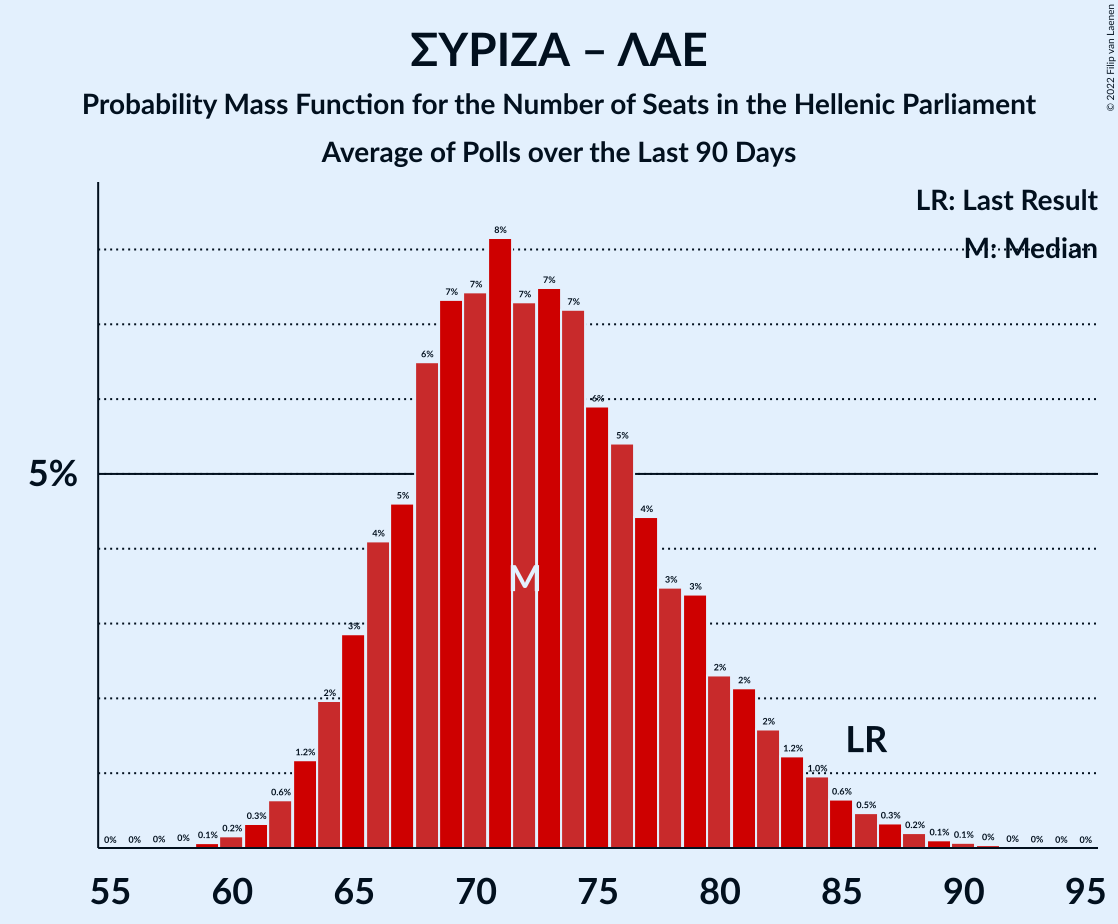 ΣΥΡΙΖΑ – ΛΑΕ
Probability Mass Function for the Number of Seats in the Hellenic Parliament
Average of Polls over the Last 90 Days
© 2022 Filip van Laenen
LR: Last Result
M: Median
5%
0% 0% 0% 0% 0.1% 0.2% 0.3% 0.6% 1.2% 2% 3% 4% 5% 6% 7% 7% 8% 7% 7% 7% 6% 5% 4% 3% 3% 2% 2% 2% 1.2% 1.0% 0.6% 0.5% 0.3% 0.2% 0.1% 0.1% 0% 0% 0% 0% 0%
M
LR
55 60 65 70 75 80 85 90 95